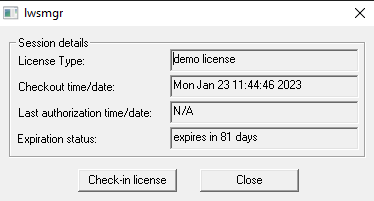 lwsmgr
Session details
License Type: demo license
Checkout time/date: Mon Jan 23 11:44:46 2023
Last authorization time/date: N/A
Expiration status: expires in 81 days
Check-in license Close